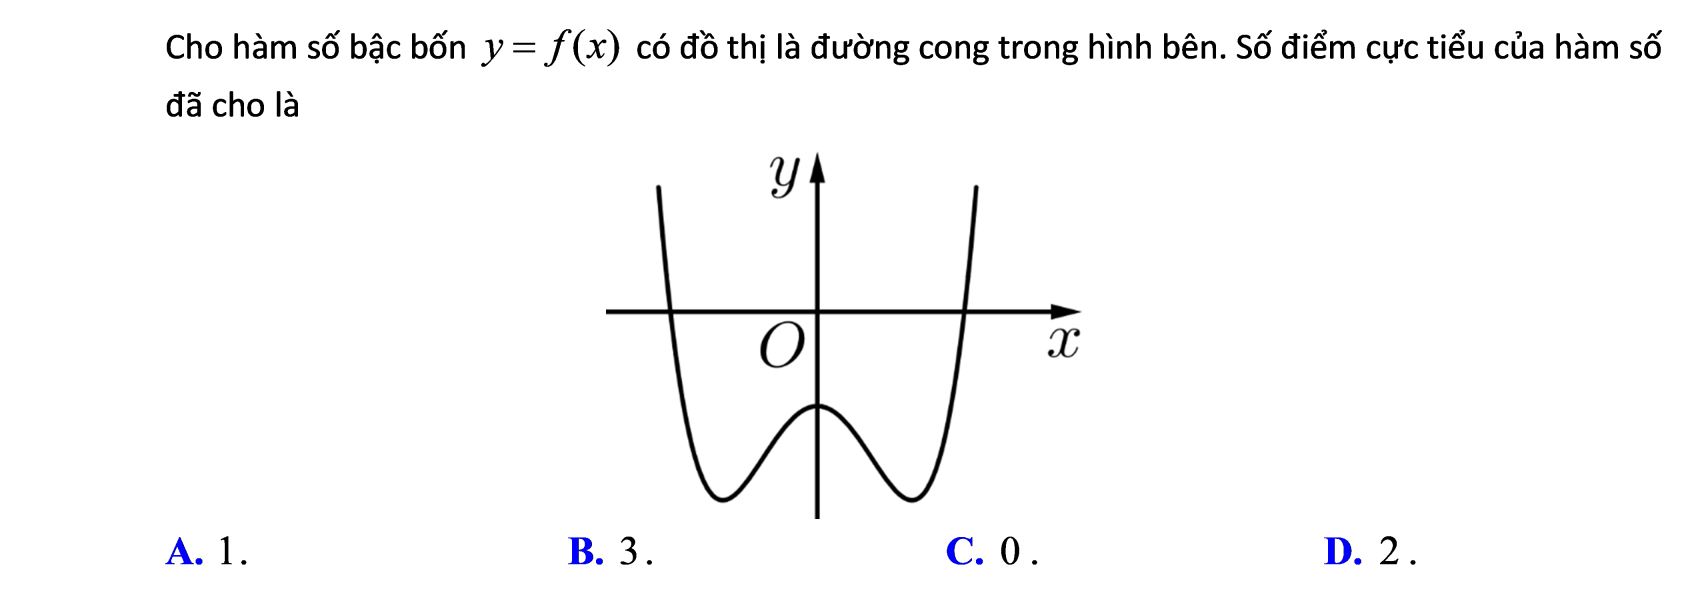 Cho hàm số bậc bốn y = f(x) có đồ thị là đường cong trong hình bên. Số điểm cực tiểu của hàm số
đã cho là
y
O
x
A. 1. B. 3. C. 0. D. 2.